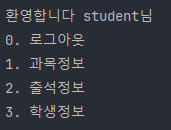 환영합니다 student님
0. 로그아웃
1. 과목정보
2. 출석정보
3. 학생정보